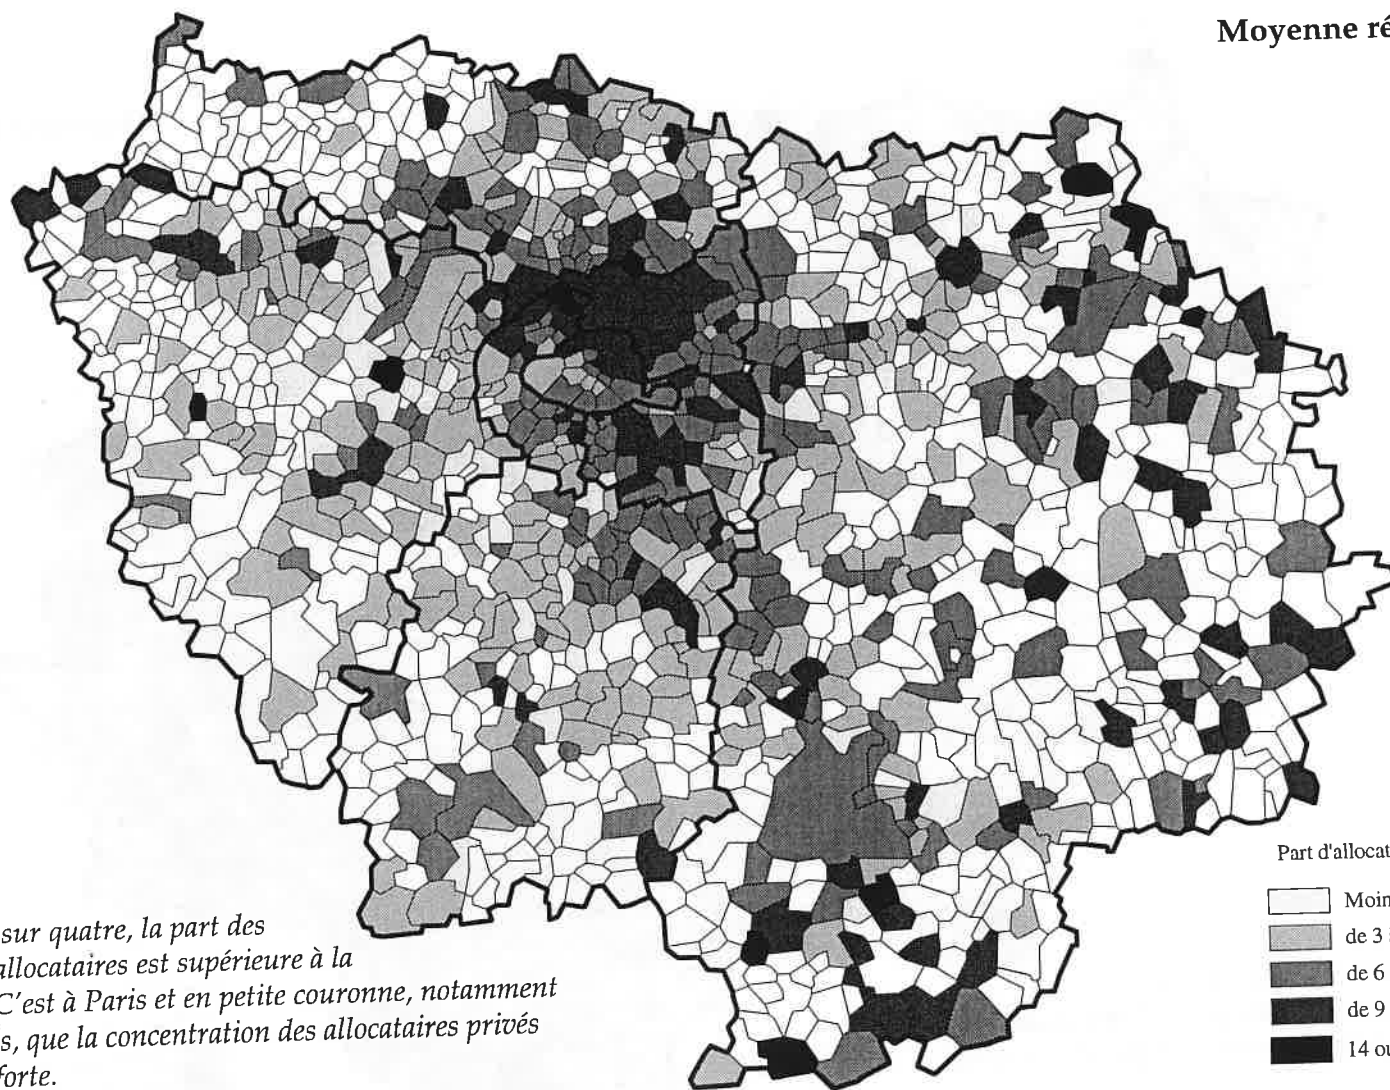 Moyenne ré
Part d'allocat
Moin
de 3
de 6
de 9
14 ou
sur quatre, la part des
allocataires est supérieure à la
C'est à Paris et en petite couronne, notamment
s, que la concentration des allocataires privés
forte.